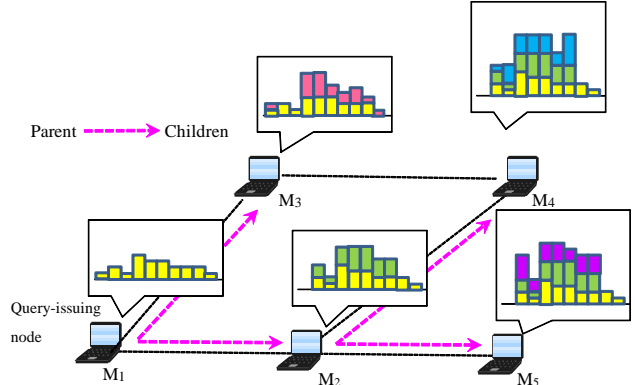 Parent
Children
M3
M4
Query-issuing
node
M1
M2
M5